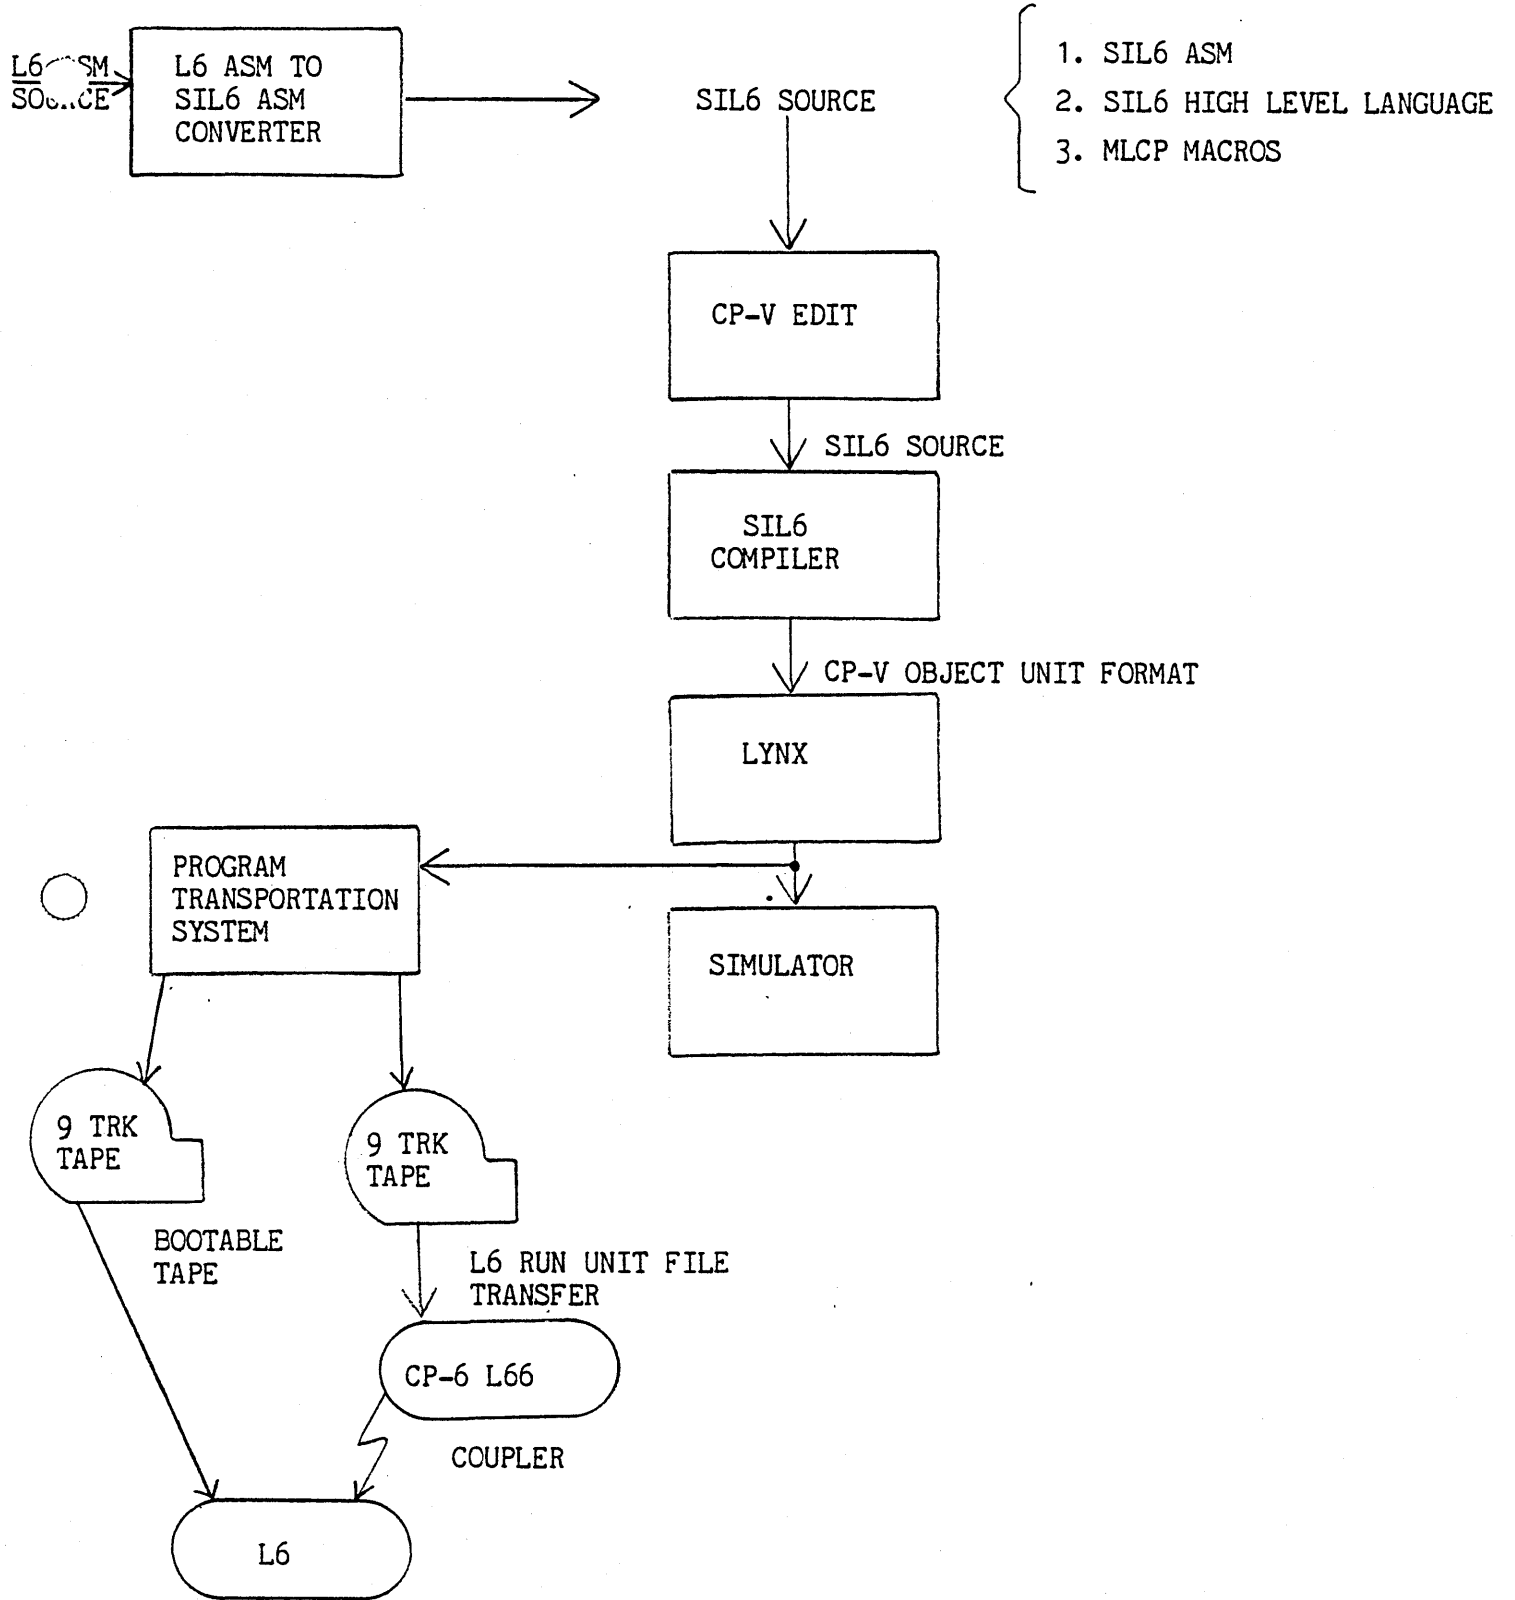 L6
L6 ASM TO
SIL6 ASM
CONVERTER
SIL6 SOURCE
1. SIL6 ASM
2. SIL6 HIGH LEVEL LANGUAGE
3. MLCP MACROS
CP-V EDIT
SIL6 SOURCE
SIL6
COMPILER
CP-V OBJECT UNIT FORMAT
LYNX
PROGRAM
TRANSPORTATION
SYSTEM
SIMULATOR
9 TRK
TAPE
9 TRK
TAPE
BOOTABLE
TAPE
L6 RUN UNIT FILE
TRANSFER
CP-6 L66
COUPLER
L6